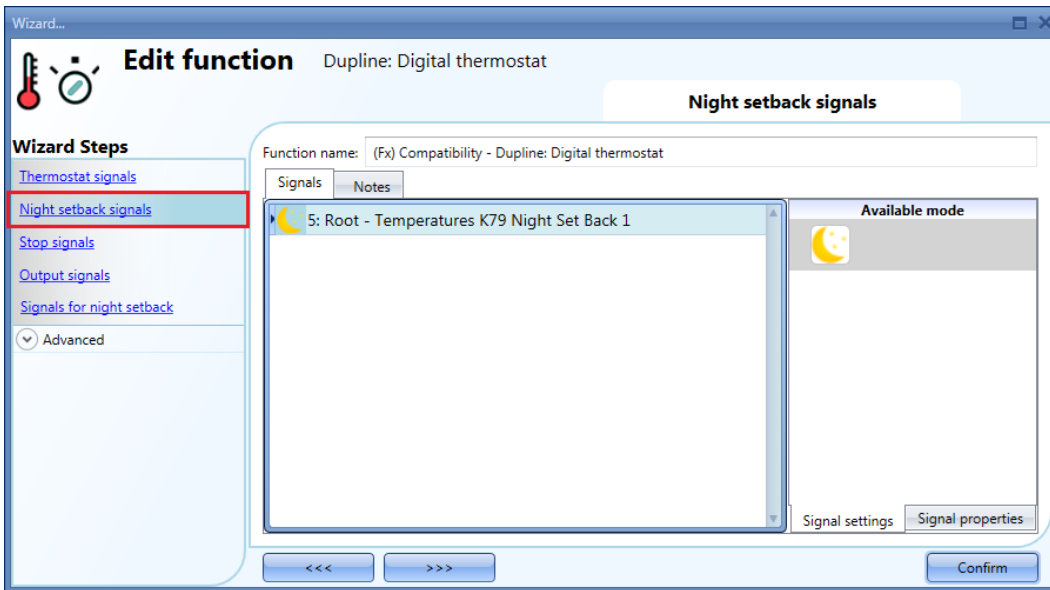 Wizard...
Edit function
Dupline: Digital thermostat
Night setback signals
Wizard Steps
Thermostat signals
Night setback signals
Stop signals
Output signals
Signals for night setback
Advanced
Function name: (Fx) Compatibility - Dupline: Digital thermostat
Signals Notes
5: Root - Temperatures K79 Night Set Back 1
Available mode
Signal settings Signal properties
<<< >>> Confirm